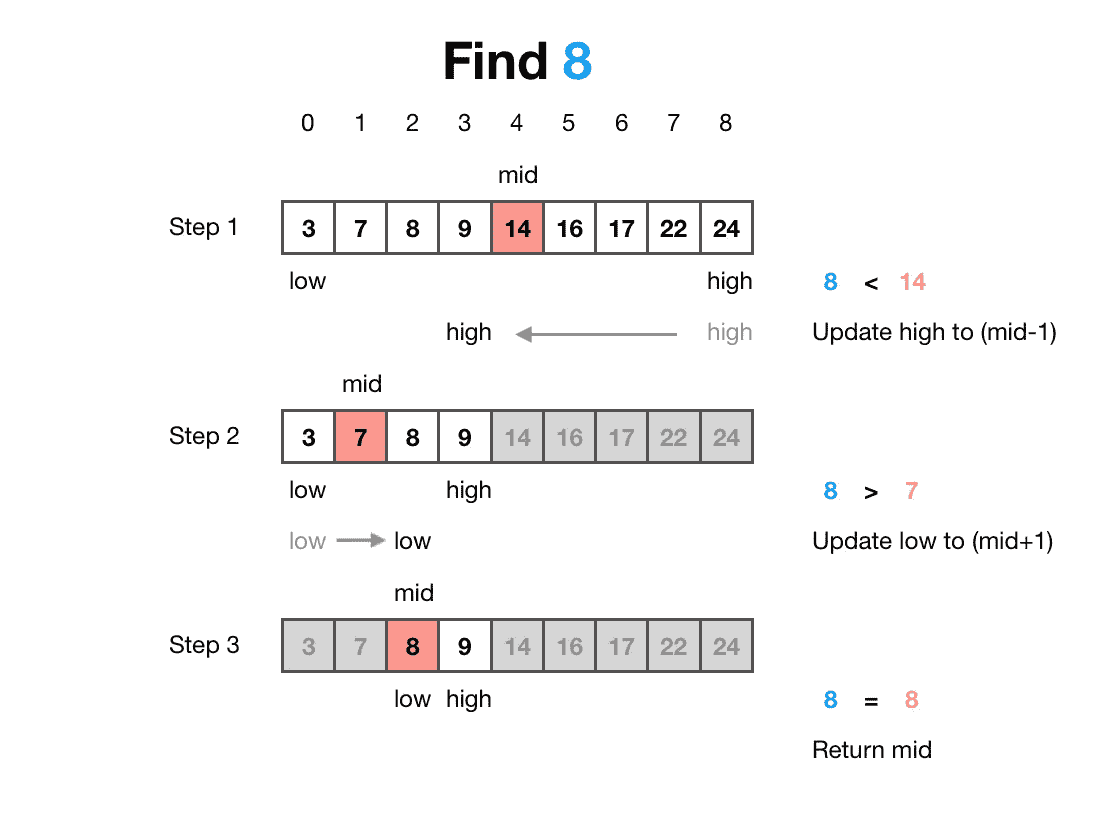 Find 8
0 1 2 3 4 5 6 7 8
mid
Step 1 3 7 8 9 14 16 17 22 24
low high 8 < 14
high high Update high to (mid-1)
mid
Step 2 3 7 8 9 14 16 17 22 24
low high 8 > 7
low low Update low to (mid+1)
mid
Step 3 3 7 8 9 14 16 17 22 24
low high 8 = 8
Return mid